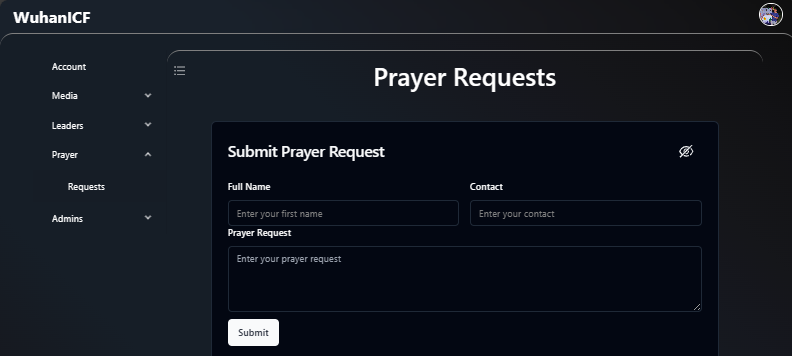 WuhanICF
Account
Media
Leaders
Prayer
Requests
Admins
Prayer Requests
Submit Prayer Request
Full Name
Contact
Enter your first name
Enter your contact
Prayer Request
Enter your prayer request
Submit